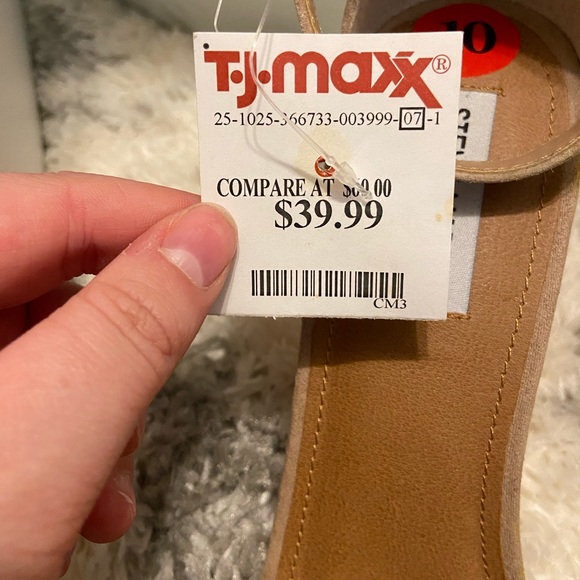 T•J•maxx®
10
25-1025-366733-003999-07-1
COMPARE AT
$39.99
CM3